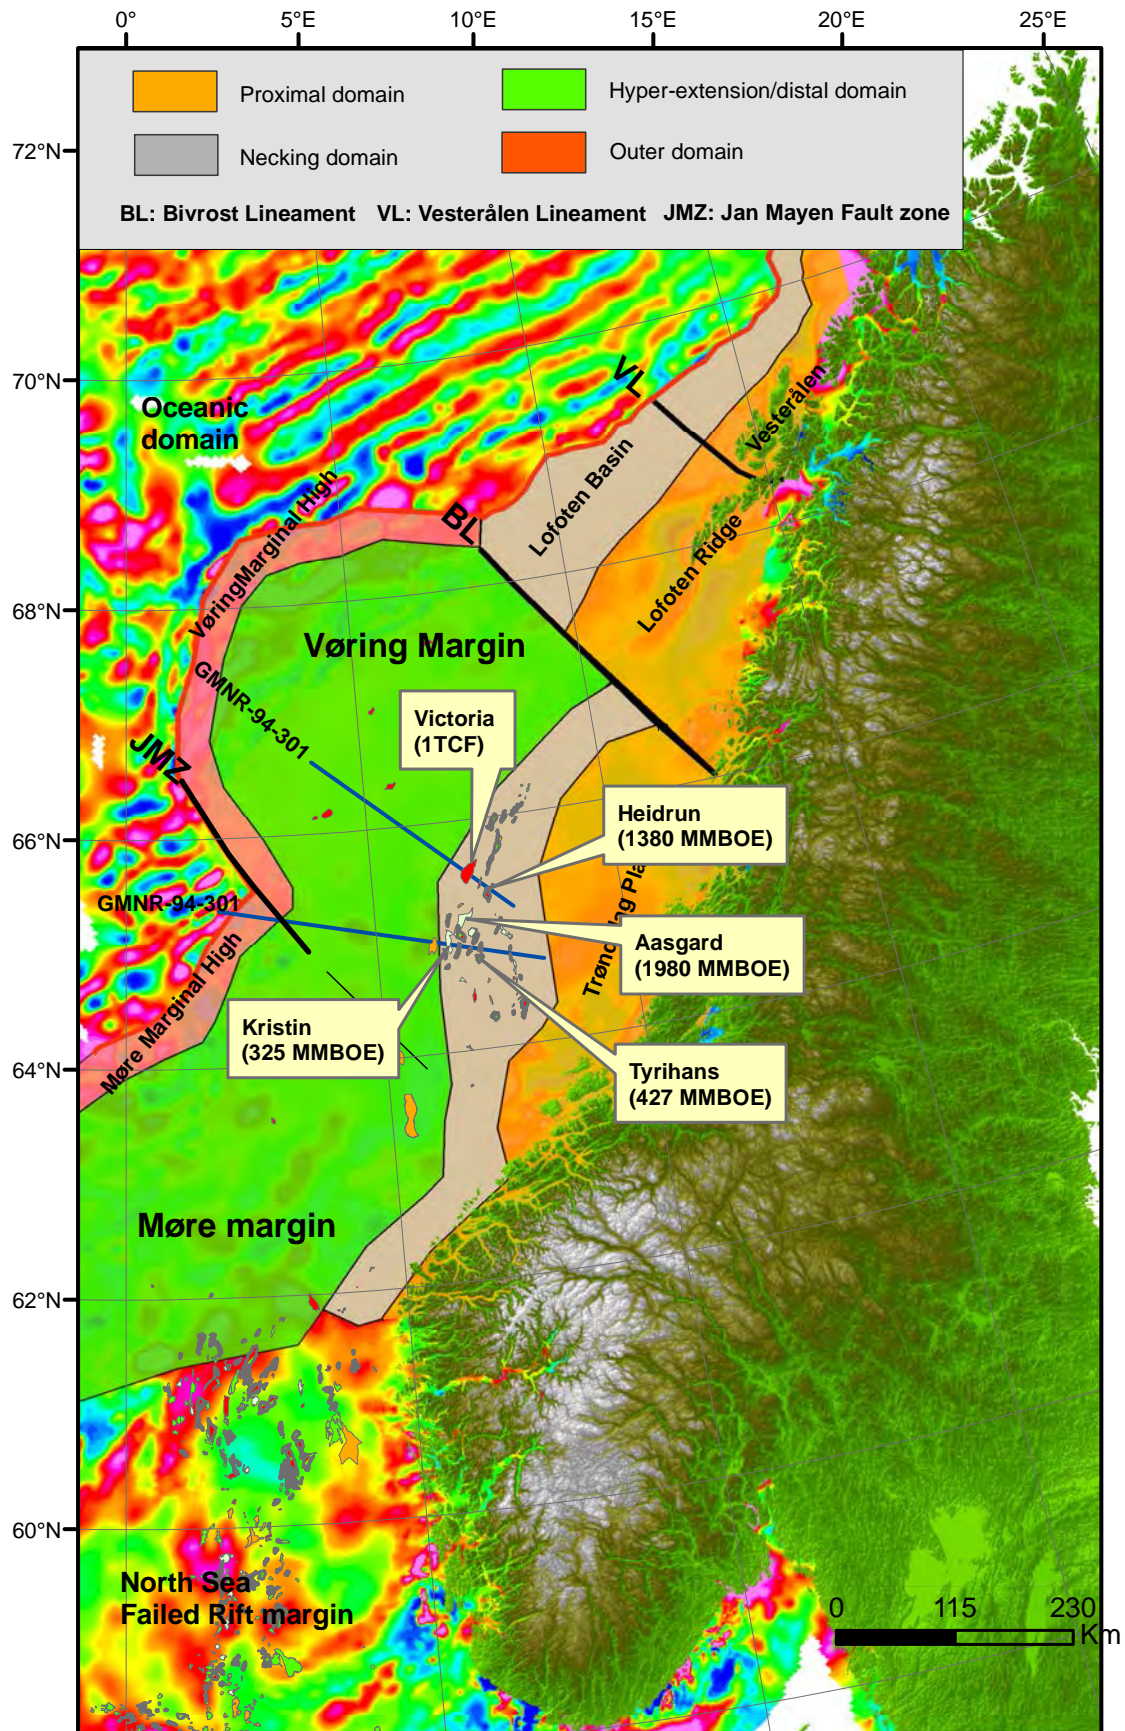 0°
5°E
10°E
15°E
20°E
25°E
Proximal domain
Hyper-extension/distal domain
Necking domain
Outer domain
BL: Bivrost Lineament VL: Vesterålen Lineament JMZ: Jan Mayen Fault zone
72°N
70°N
68°N
66°N
64°N
62°N
60°N
Oceanic
domain
VL
Vesterålen
Lofoten Basin
BL
Lofoten Ridge
VøringMarginal High
Vøring Margin
GMNR-94-301
JMZ
Victoria
(1TCF)
Heidrun
(1380 MMBOE)
GMNR-94-301
Aasgard
(1980 MMBOE)
Møre Marginal High
Kristin
(325 MMBOE)
Tyrihans
(427 MMBOE)
Møre margin
North Sea
Failed Rift margin
0 115 230
Km